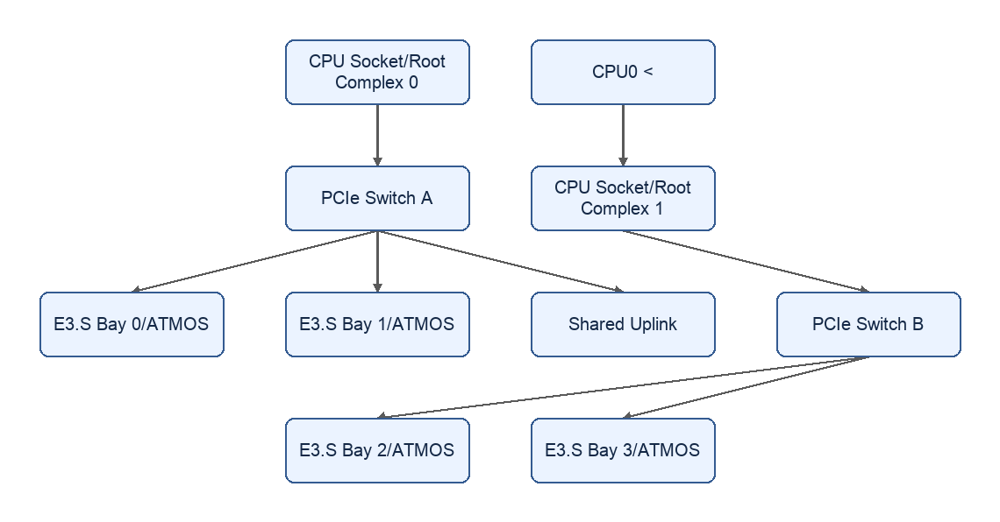 CPU Socket/Root
Complex 0
CPU0 <
PCIe Switch A
CPU Socket/Root
Complex 1
E3.S Bay 0/ATMOS
E3.S Bay 1/ATMOS
Shared Uplink
PCIe Switch B
E3.S Bay 2/ATMOS
E3.S Bay 3/ATMOS